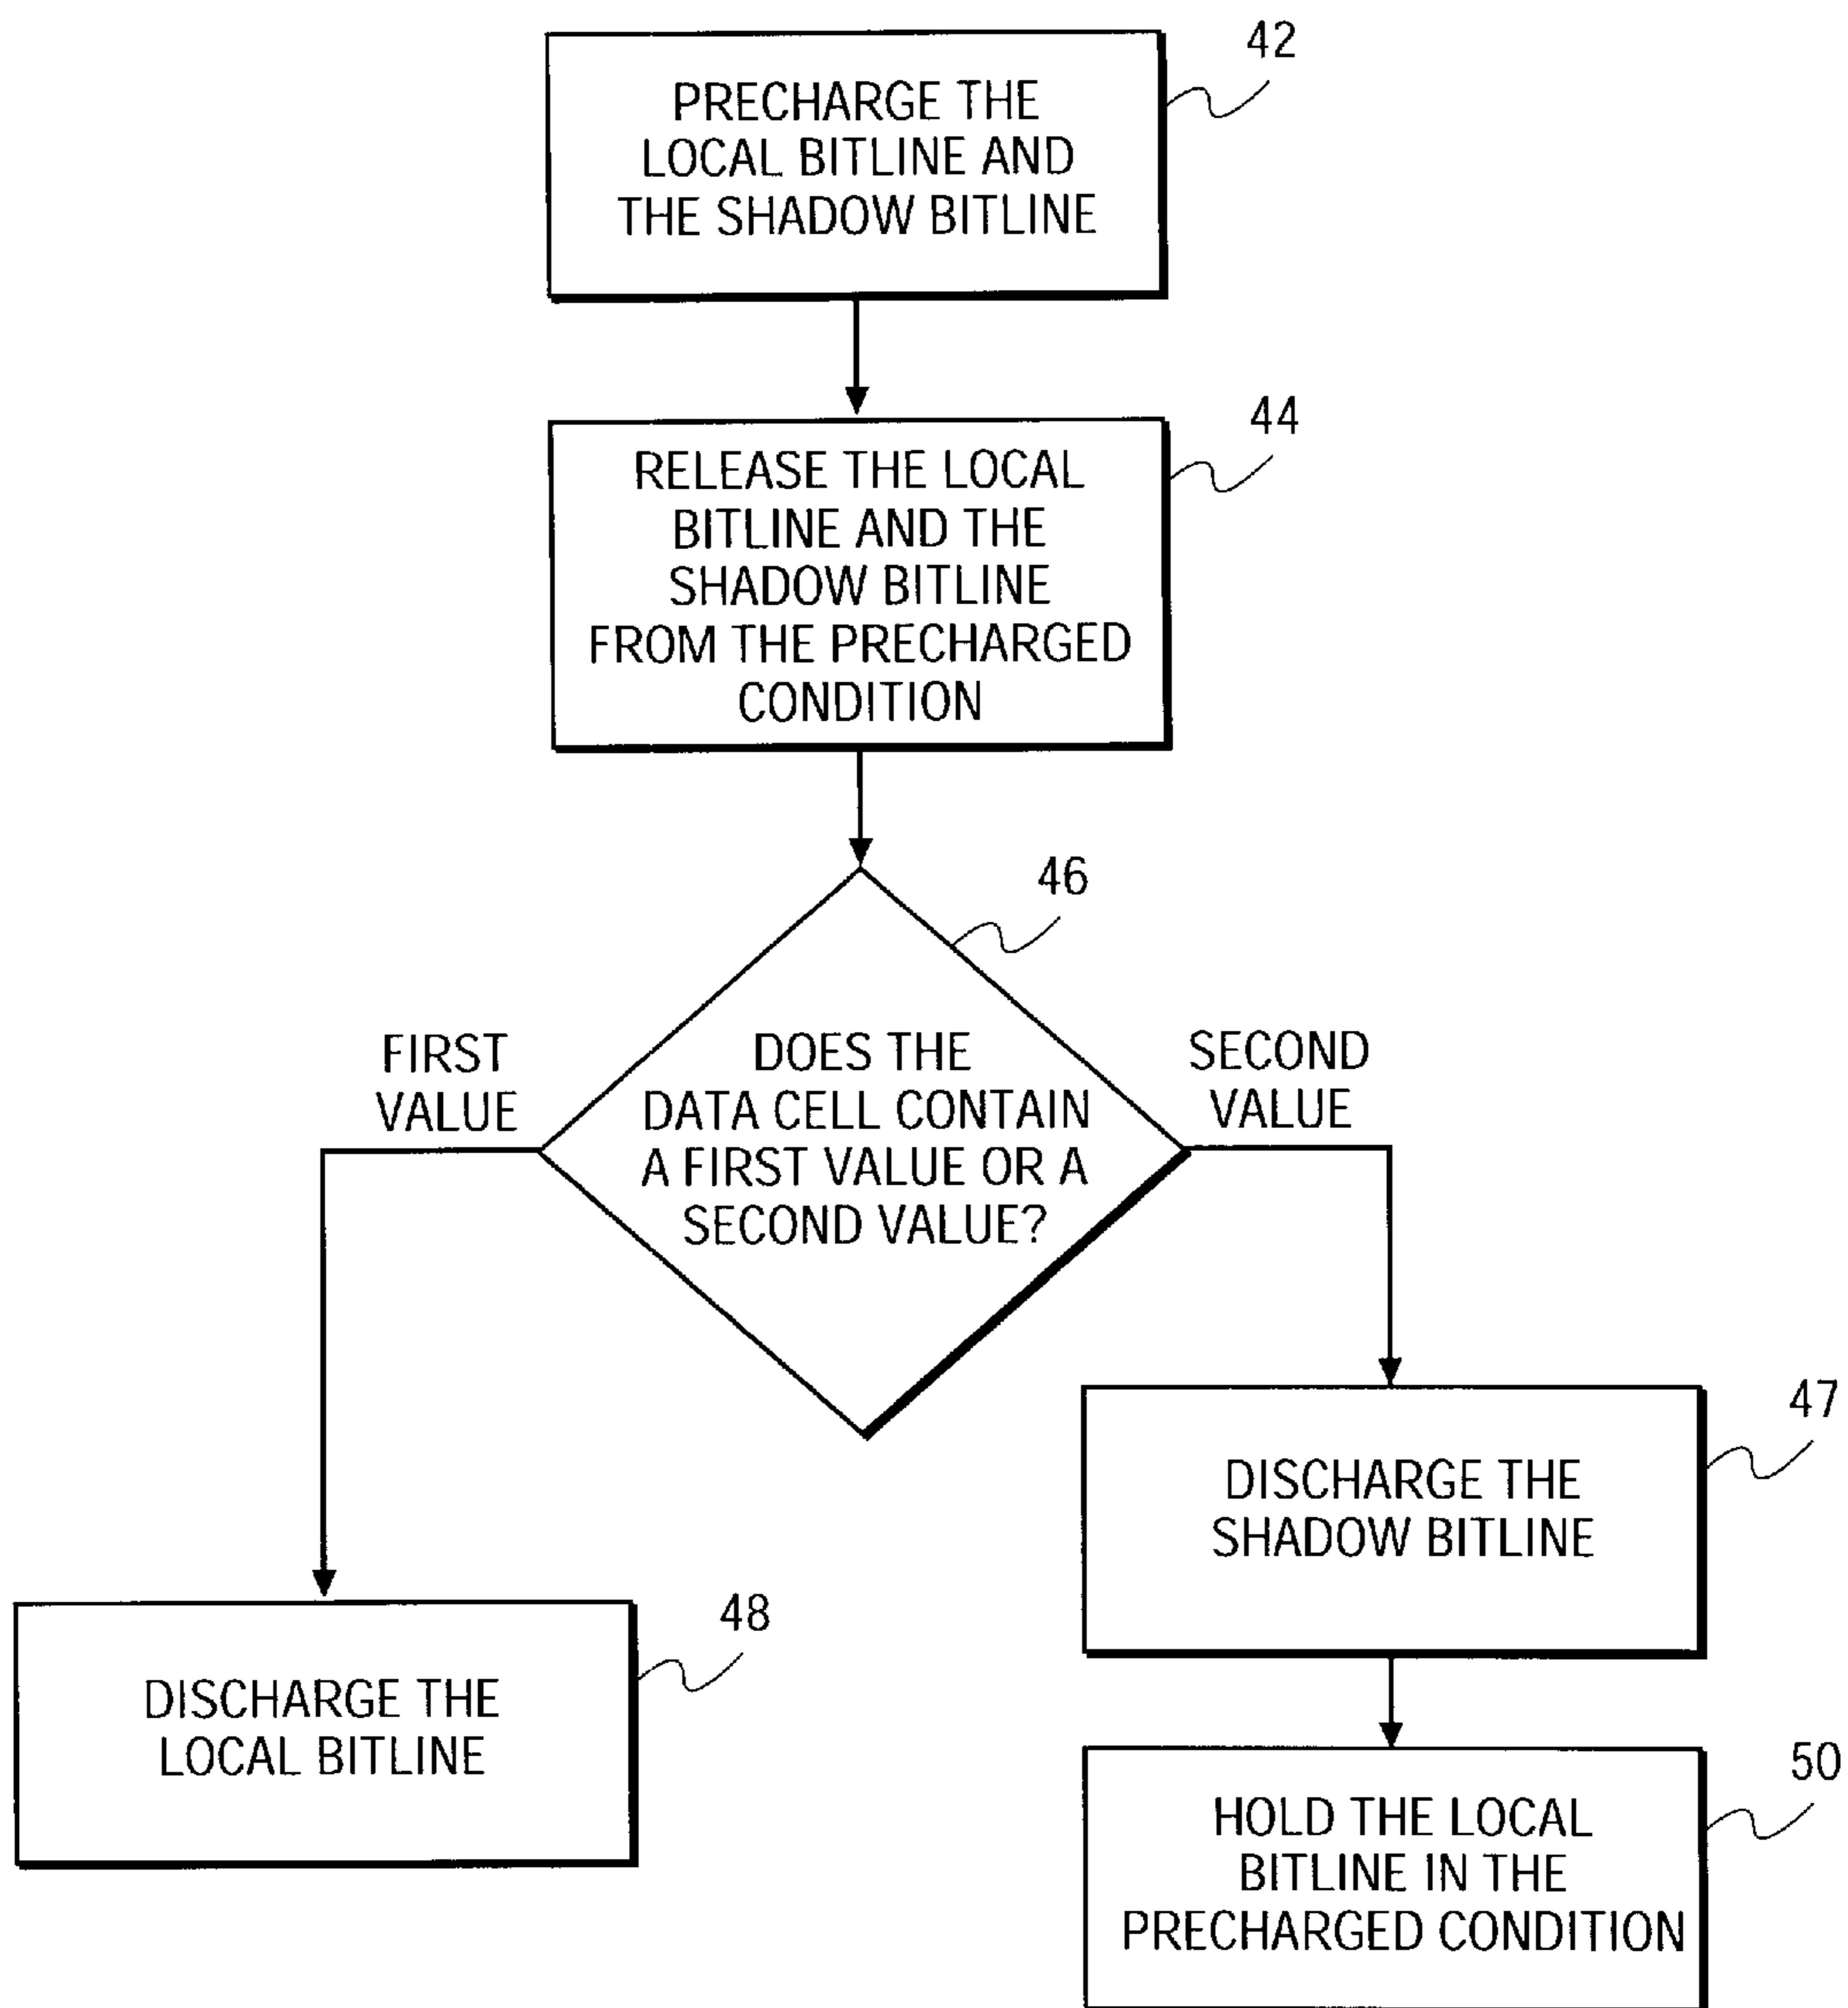 42
PRECHARGE THE
LOCAL BITLINE AND
THE SHADOW BITLINE
44
RELEASE THE LOCAL
BITLINE AND THE
SHADOW BITLINE
FROM THE PRECHARGED
CONDITION
46
DOES THE
DATA CELL CONTAIN
A FIRST VALUE OR A
SECOND VALUE?
FIRST
VALUE
SECOND
VALUE
47
DISCHARGE THE
SHADOW BITLINE
48
DISCHARGE THE
LOCAL BITLINE
50
HOLD THE LOCAL
BITLINE IN THE
PRECHARGED CONDITION